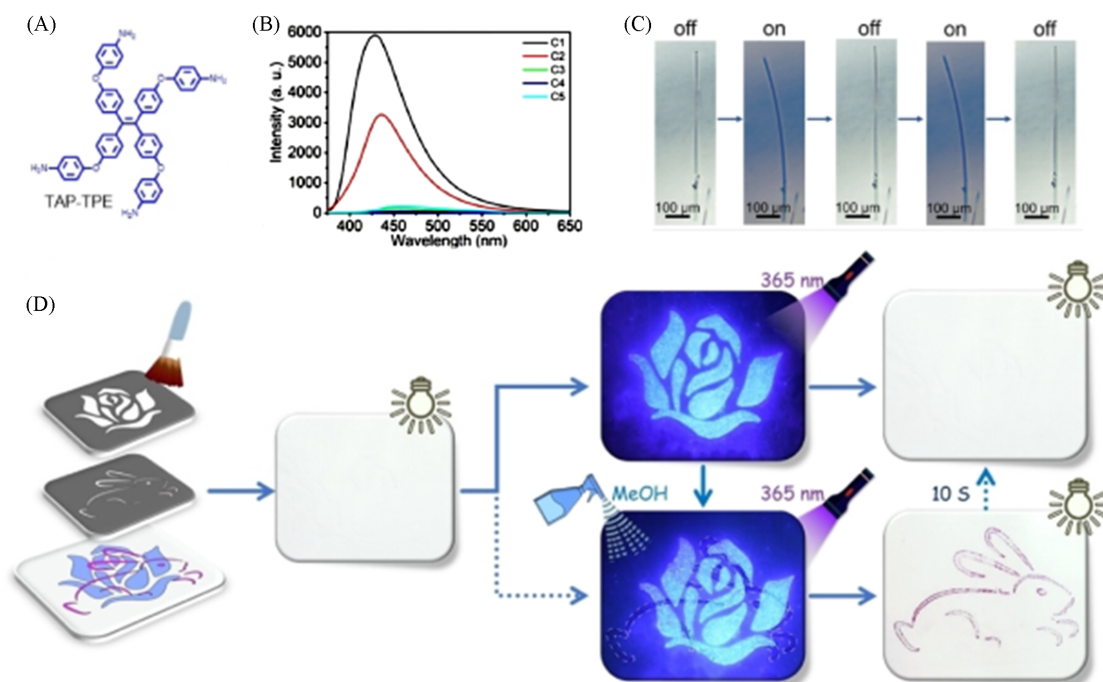 (A)
NH₂
O
O
NH₂
H₂N
O
O
H₂N
TAP-TPE
(B)
Intensity (a. u.)
6000
5000
4000
3000
2000
1000
0
400 450 500 550 600 650
Wavelength (nm)
C1
C2
C3
C4
C5
(C)
off on off on off
100 μm 100 μm 100 μm 100 μm 100 μm
(D)
365 nm
MeOH
365 nm
10 S